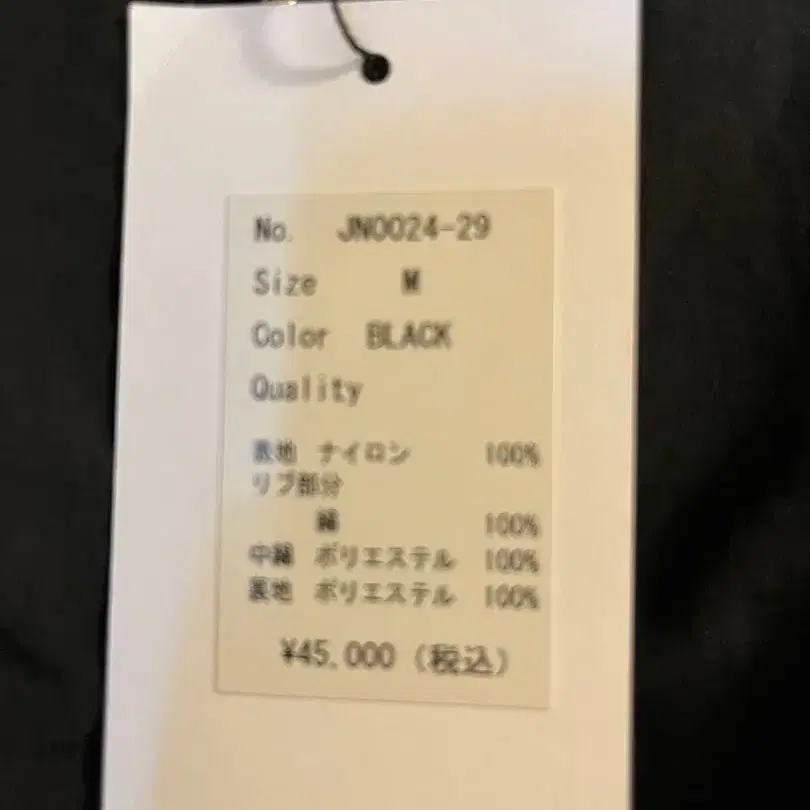 No. JN0024-29
Size M
Color BLACK
Quality
表地 ナイロン 100%
リブ部分
綿 100%
中綿 ポリエステル 100%
裏地 ポリエステル 100%
¥45,000 (税込)